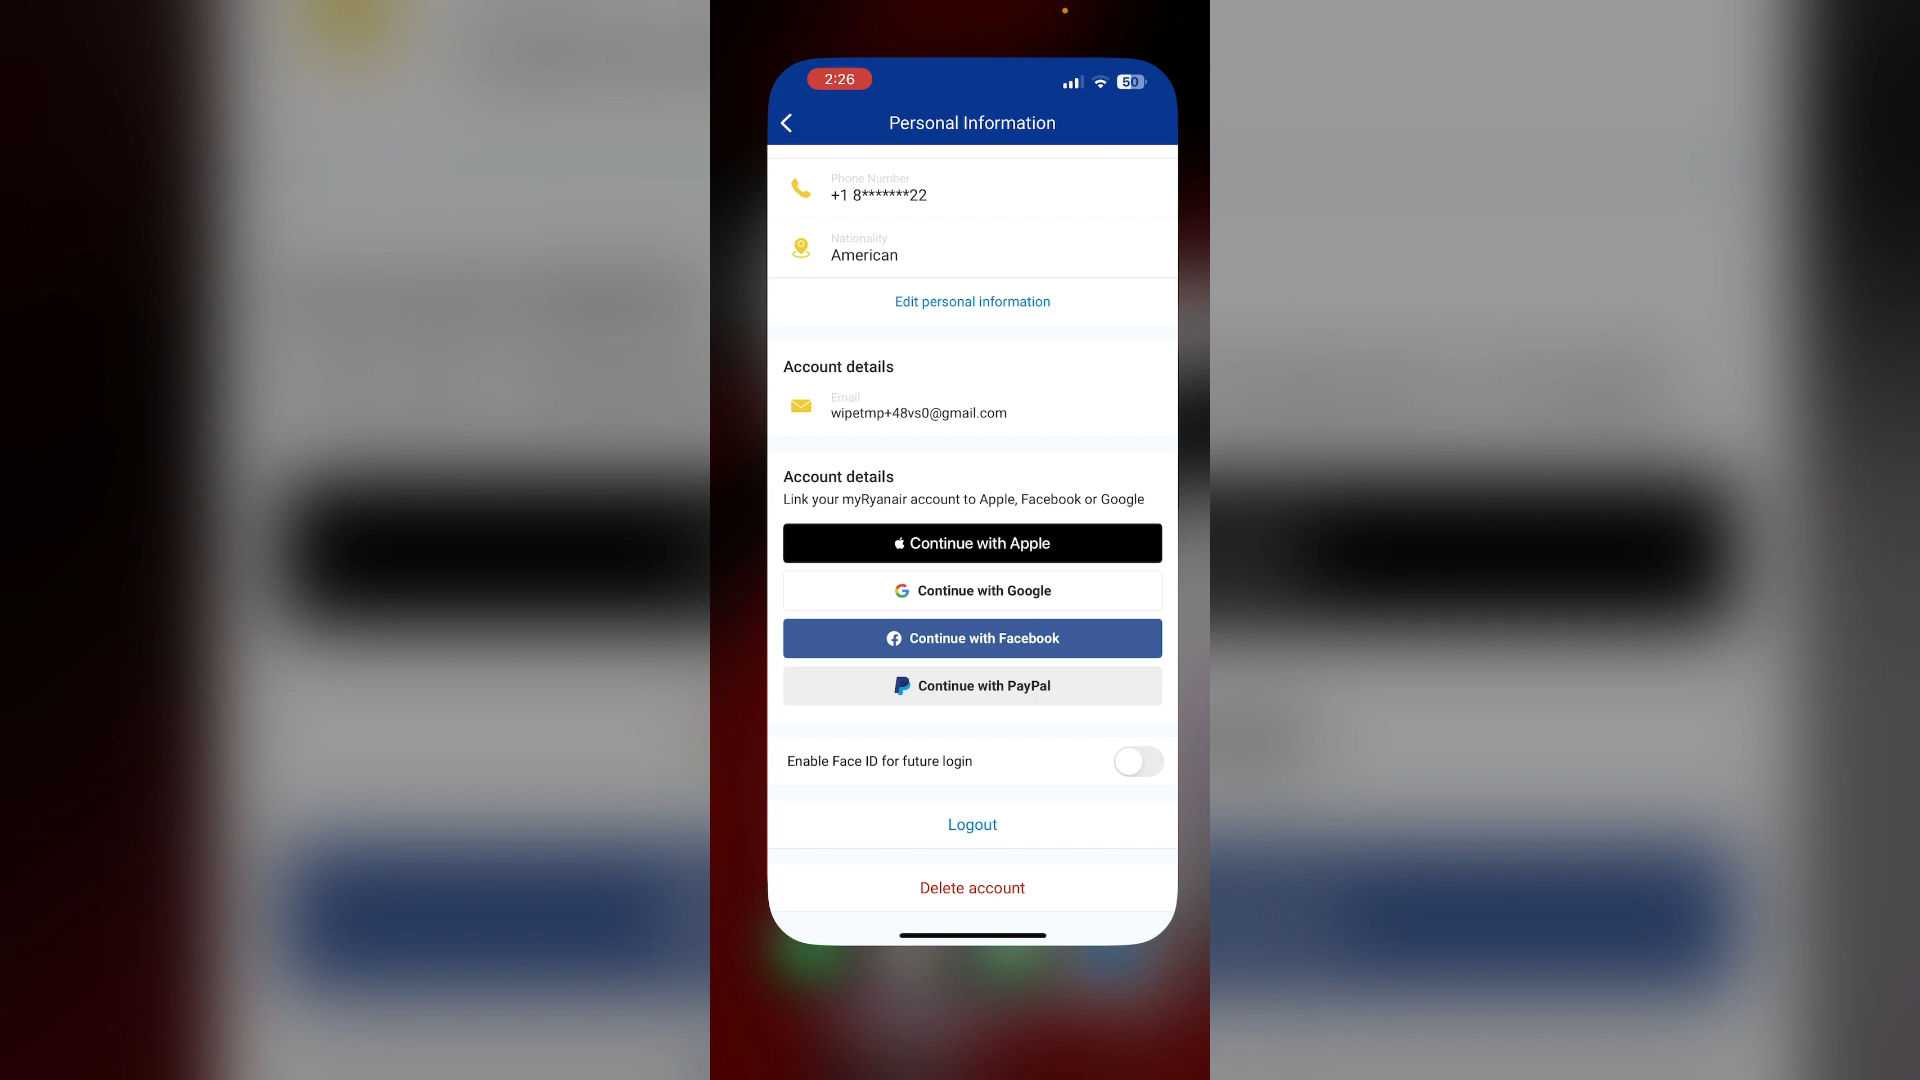 2:26
50
Personal Information
Phone Number
+1 8*******22
Nationality
American
Edit personal information
Account details
Email
wipetmp+48vs0@gmail.com
Account details
Link your myRyanair account to Apple, Facebook or Google
Continue with Apple
Continue with Google
Continue with Facebook
Continue with PayPal
Enable Face ID for future login
Logout
Delete account